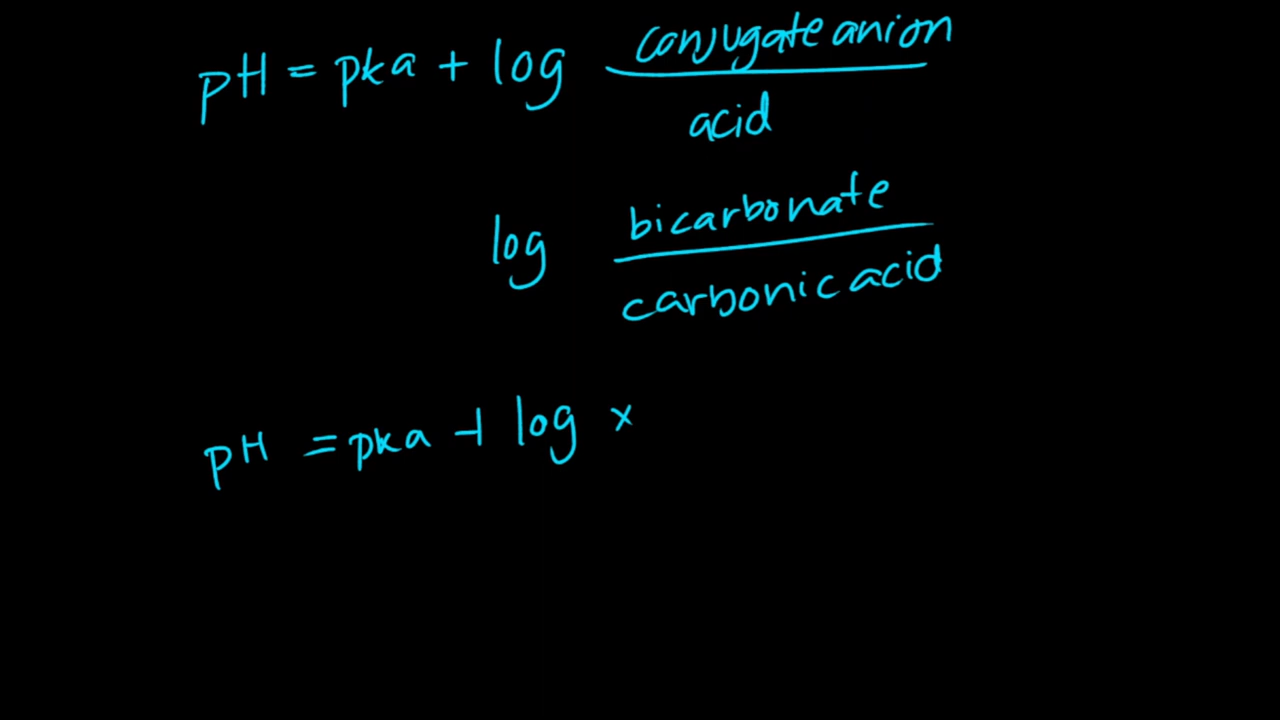 pH = pka + log conjugate anion
acid
log bicarbonate
carbonic acid
pH = pka + log x